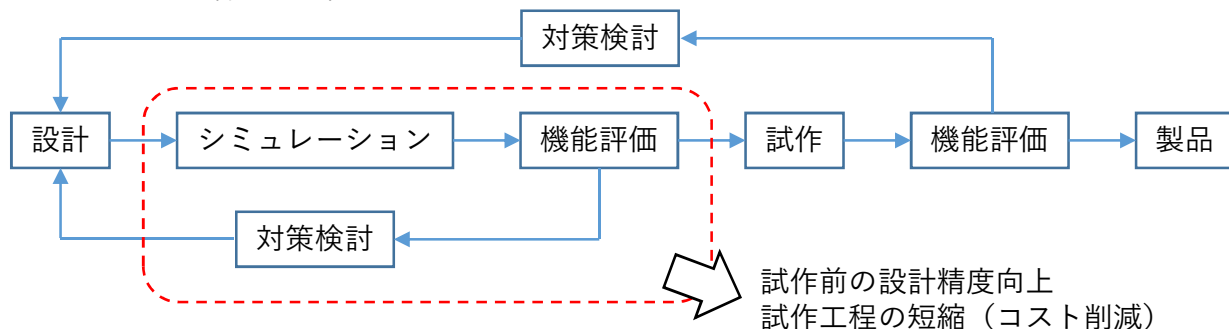 対策検討
設計
シミュレーション
機能評価
試作
機能評価
製品
対策検討
試作前の設計精度向上
試作工程の短縮（コスト削減）